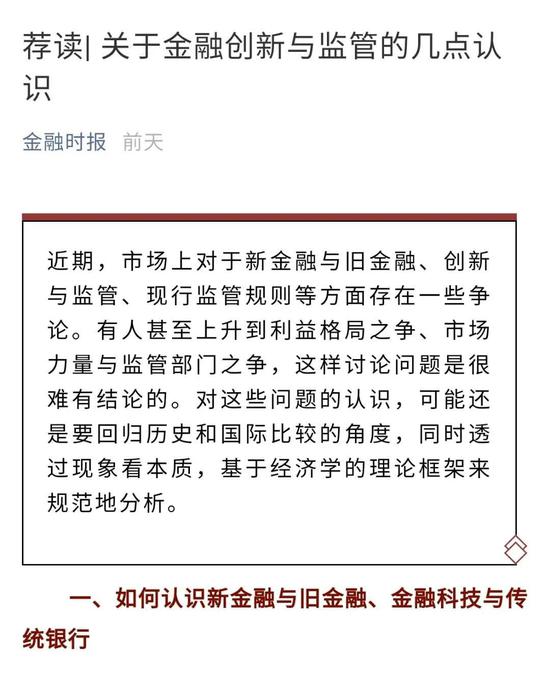 荐读| 关于金融创新与监管的几点认
识
金融时报 前天
近期，市场上对于新金融与旧金融、创新
与监管、现行监管规则等方面存在一些争
论。有人甚至上升到利益格局之争、市场
力量与监管部门之争，这样讨论问题是很
难有结论的。对这些问题的认识，可能还
是要回归历史和国际比较的角度，同时透
过现象看本质，基于经济学的理论框架来
规范地分析。
一、如何认识新金融与旧金融、金融科技与传
统银行